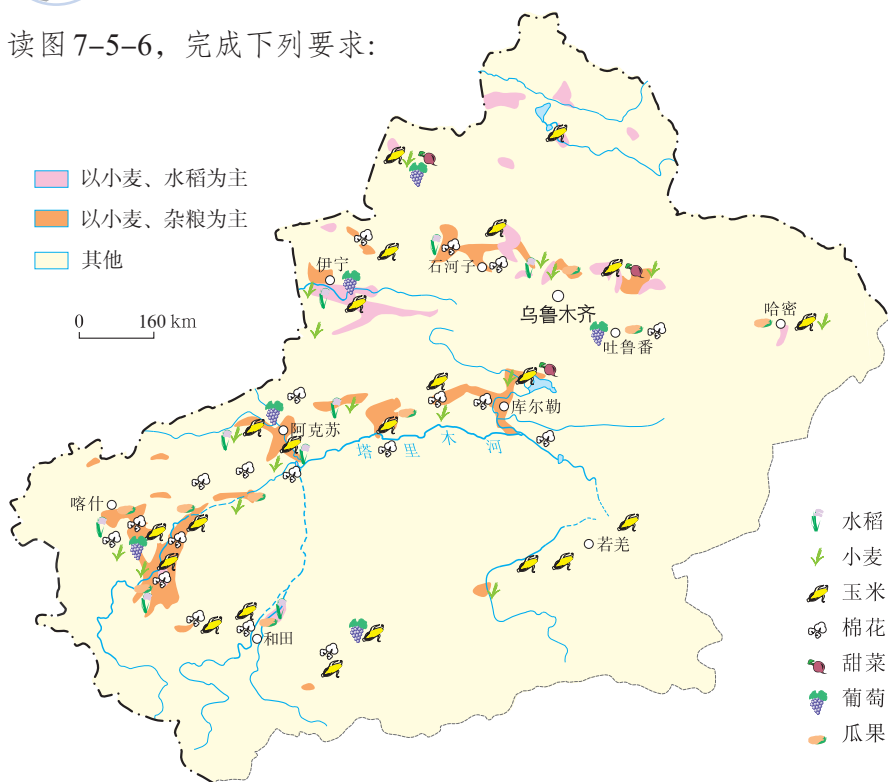 读图7-5-6，完成下列要求：
以小麦、水稻为主
以小麦、杂粮为主
其他
0 160 km
伊宁
石河子
乌鲁木齐
吐鲁番
哈密
库尔勒
阿克苏
塔里木河
喀什
若羌
和田
水稻
小麦
玉米
棉花
甜菜
葡萄
瓜果